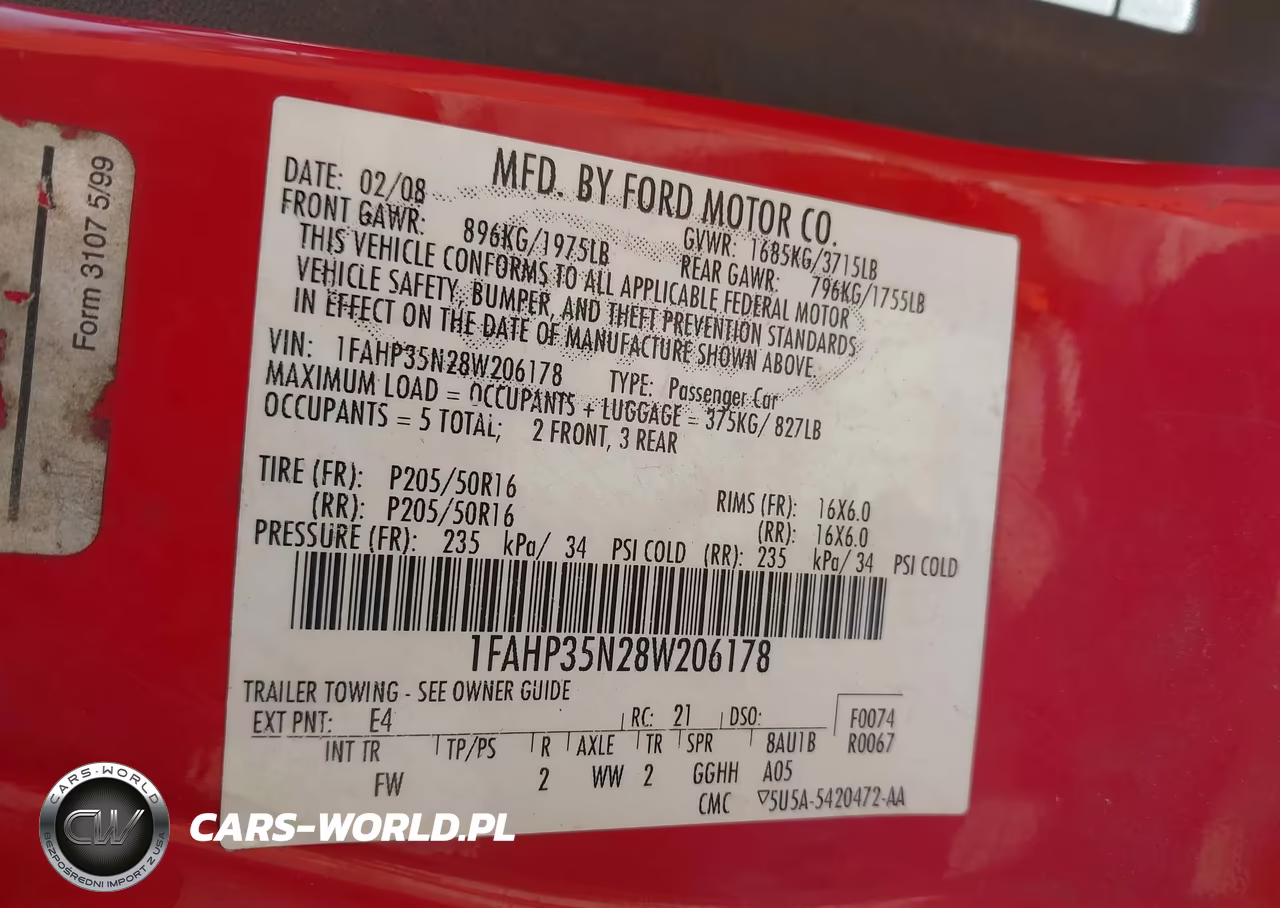 Form 3107 5/99
MFD. BY FORD MOTOR CO.
DATE: 02/08
GVWR: 1685KG/3715LB
FRONT GAWR: 896KG/1975LB
REAR GAWR: 796KG/1755LB
THIS VEHICLE CONFORMS TO ALL APPLICABLE FEDERAL MOTOR
VEHICLE SAFETY, BUMPER, AND THEFT PREVENTION STANDARDS
IN EFFECT ON THE DATE OF MANUFACTURE SHOWN ABOVE
VIN: 1FAHP35N28W206178 TYPE: Passenger Car
MAXIMUM LOAD = OCCUPANTS + LUGGAGE = 375KG/ 827LB
OCCUPANTS = 5 TOTAL; 2 FRONT, 3 REAR
TIRE (FR): P205/50R16 RIMS (FR): 16X6.0
(RR): P205/50R16 (RR): 16X6.0
PRESSURE (FR): 235 kPa/ 34 PSI COLD (RR): 235 kPa/ 34 PSI COLD
1FAHP35N28W206178
TRAILER TOWING - SEE OWNER GUIDE
EXT PNT: E4 RC: 21 DSO: F0074
INT TR TP/PS R AXLE TR SPR 8AU1B R0067
FW 2 WW 2 GGHH A05
CMC ▽5U5A-5420472-AA
CARS-WORLD
CW
BEZPOŚREDNI IMPORT Z USA
CARS-WORLD.PL